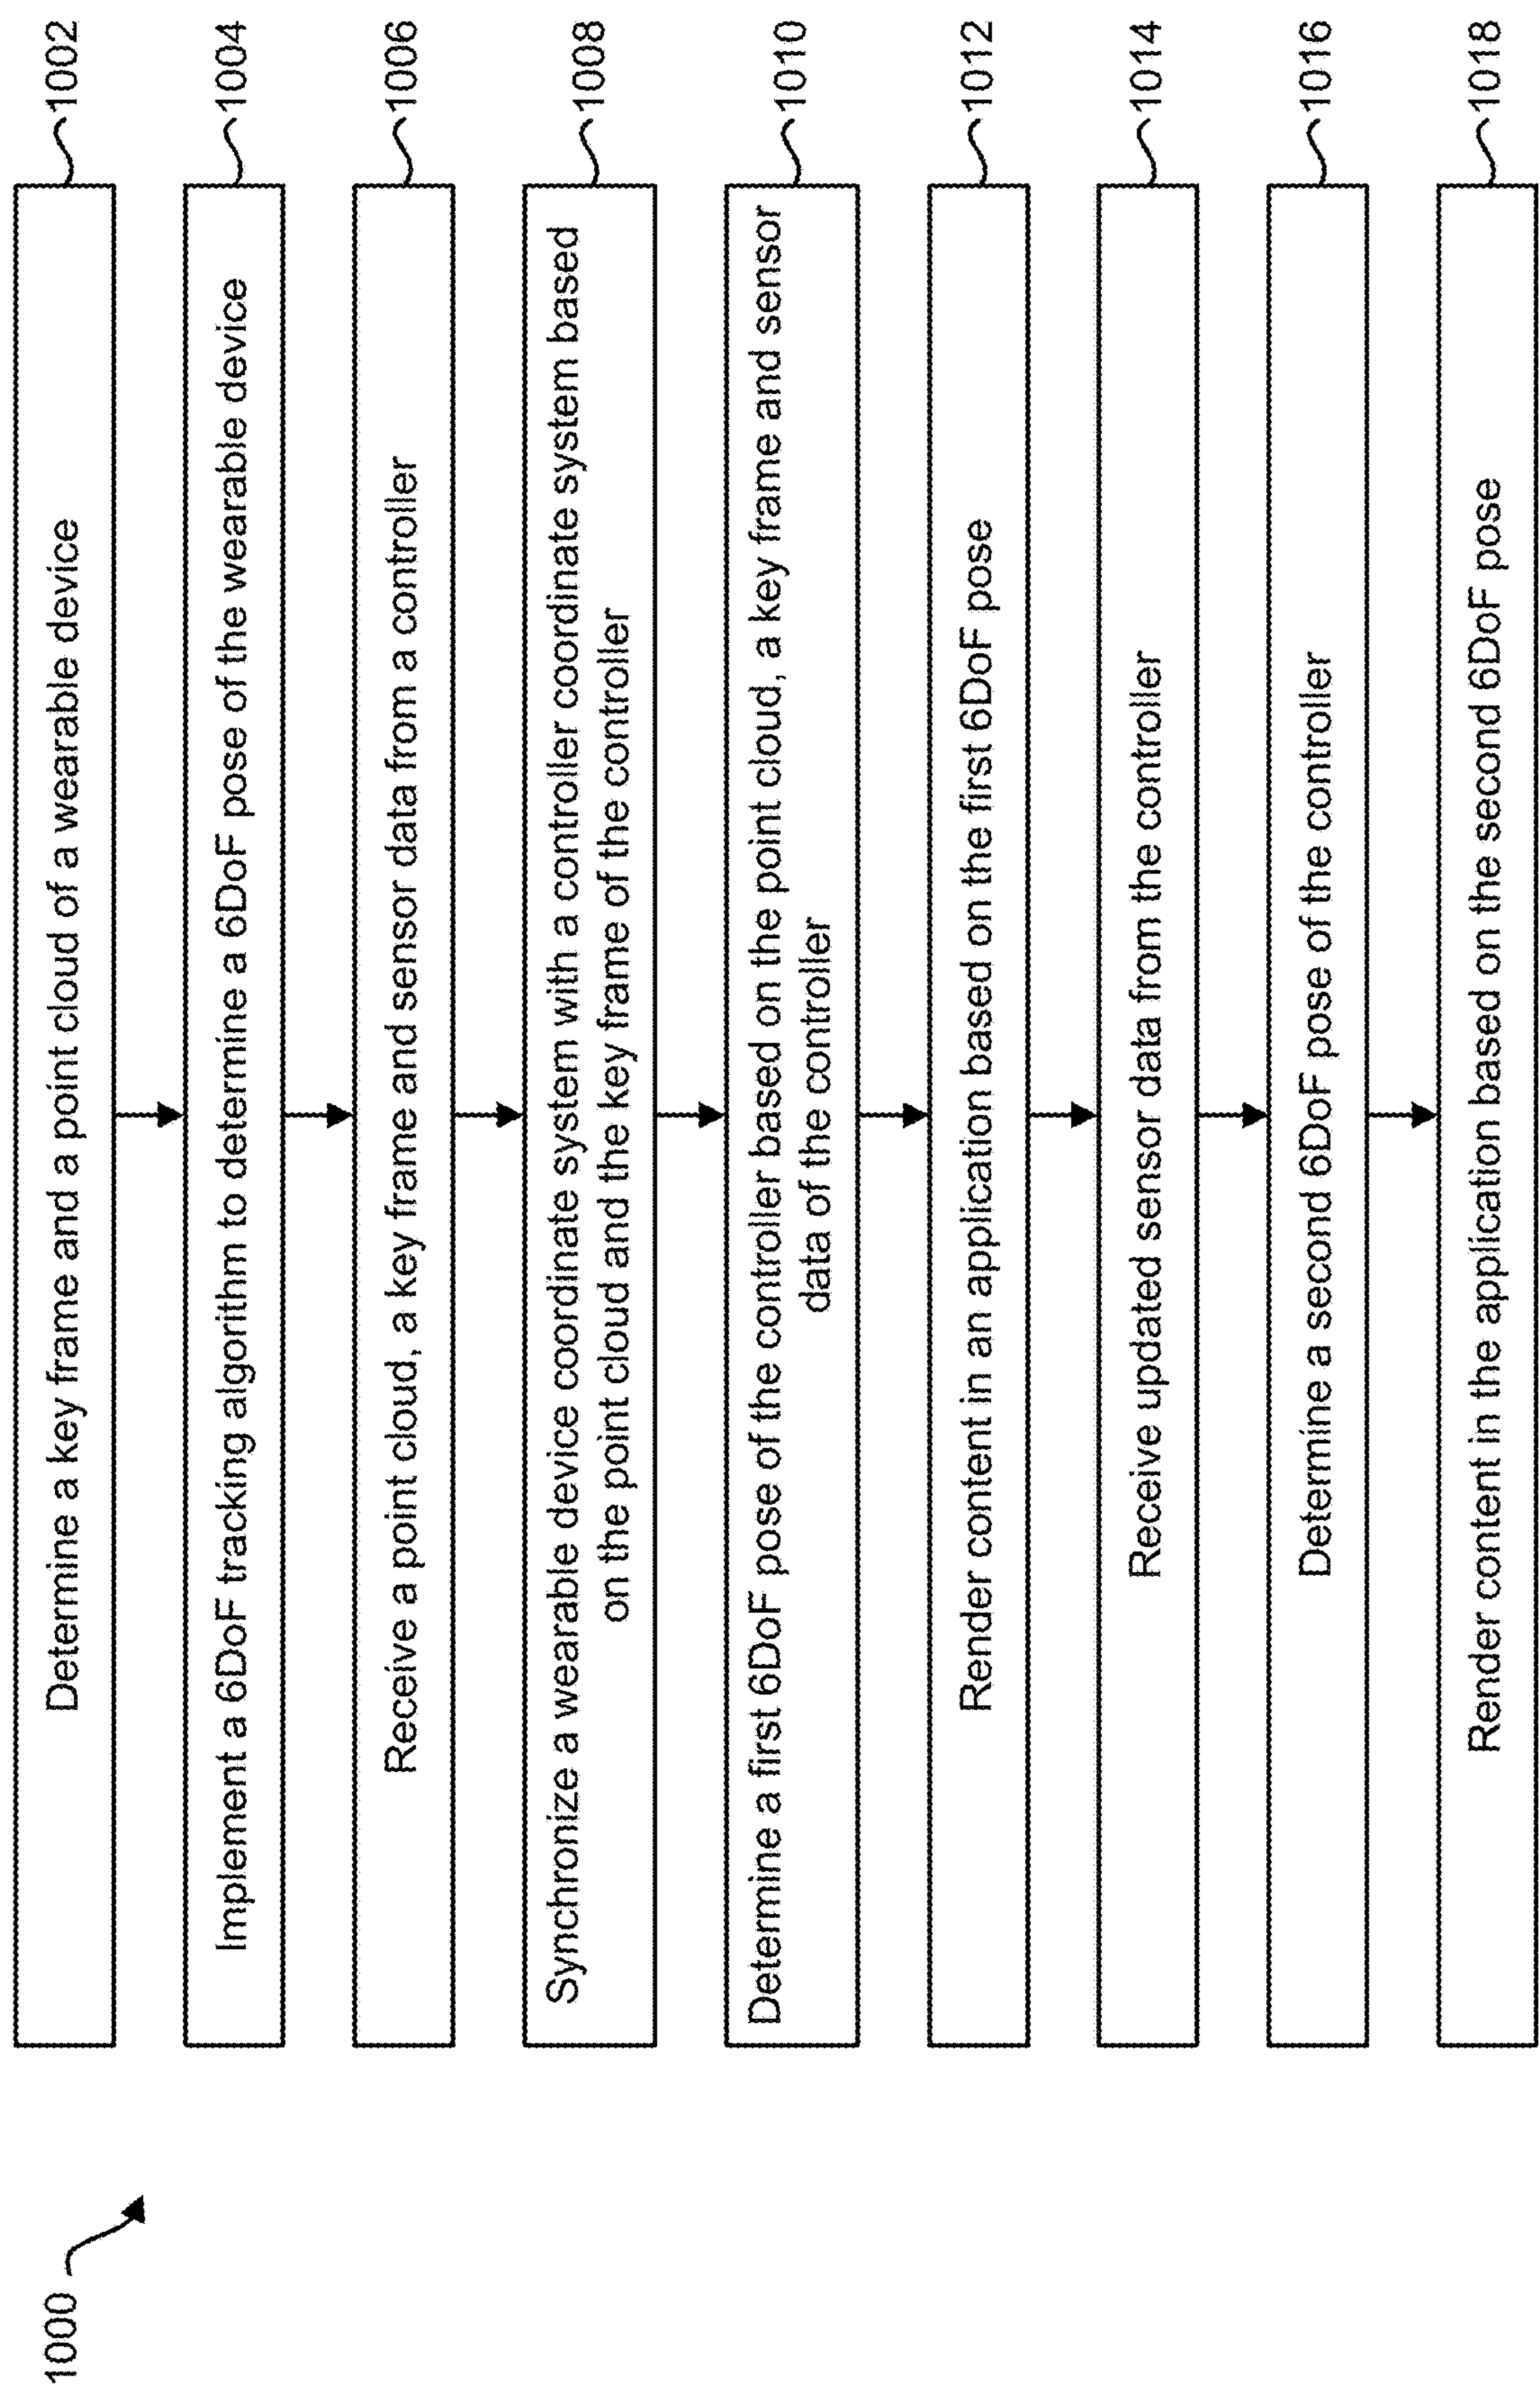 1000
Determine a key frame and a point cloud of a wearable device
1002
Implement a 6DoF tracking algorithm to determine a 6DoF pose of the wearable device
1004
Receive a point cloud, a key frame and sensor data from a controller
1006
Synchronize a wearable device coordinate system with a controller coordinate system based
on the point cloud and the key frame of the controller
1008
Determine a first 6DoF pose of the controller based on the point cloud, a key frame and sensor
data of the controller
1010
Render content in an application based on the first 6DoF pose
1012
Receive updated sensor data from the controller
1014
Determine a second 6DoF pose of the controller
1016
Render content in the application based on the second 6DoF pose
1018